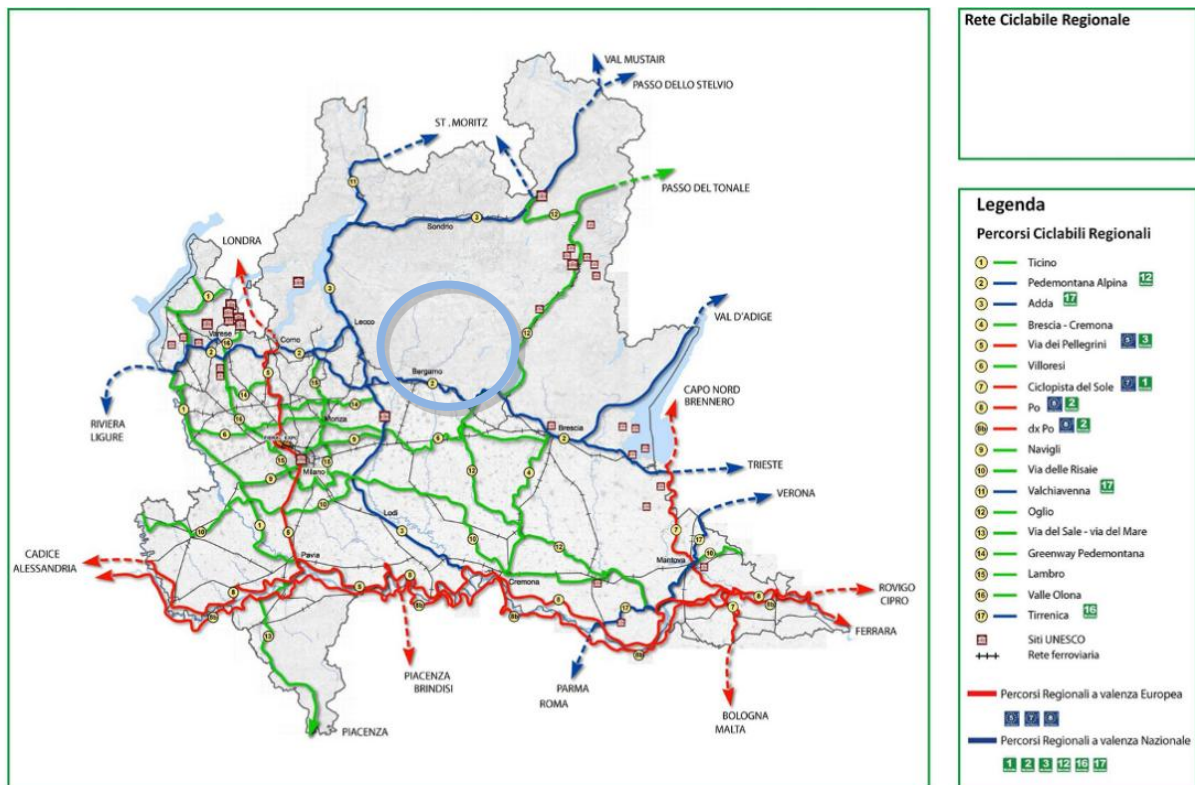 Rete Ciclabile Regionale
VAL MUSTAIR
PASSO DELLO STELVIO
ST . MORITZ
PASSO DEL TONALE
LONDRA
Sondrio
VAL D'ADIGE
Lecco
Varese
Como
Bergamo
CAPO NORD
BRENNERO
RIVIERA
LIGURE
Monza
Brescia
Milano
TRIESTE
VERONA
Lodi
Pavia
Mantova
CADICE
ALESSANDRIA
Cremona
ROVIGO
CIPRO
FERRARA
PIACENZA
BRINDISI
PARMA
ROMA
BOLOGNA
MALTA
PIACENZA
Legenda
Percorsi Ciclabili Regionali
1 Ticino
2 Pedemontana Alpina 12
3 Adda 17
4 Brescia - Cremona
5 Via dei Pellegrini 5 3
6 Villoresi
7 Ciclopista del Sole 7 1
8 Po 8 2
8b dx Po 8 2
9 Navigli
10 Via delle Risaie
11 Valchiavenna 17
12 Oglio
13 Via del Sale - via del Mare
14 Greenway Pedemontana
15 Lambro
16 Valle Olona
17 Tirrenica 16
Siti UNESCO
Rete ferroviaria
Percorsi Regionali a valenza Europea
5 7 8
Percorsi Regionali a valenza Nazionale
1 2 3 12 16 17